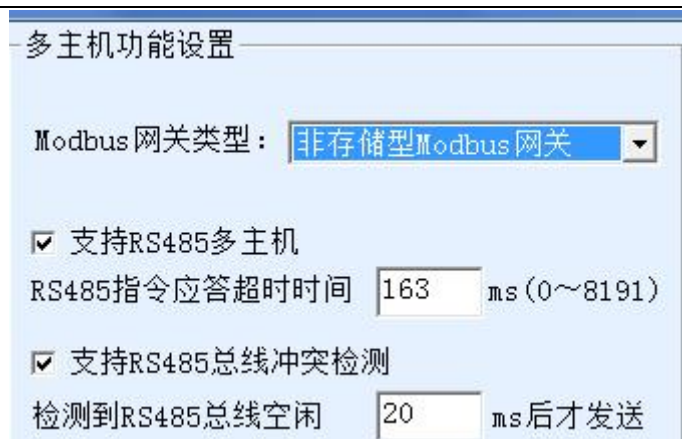 多主机功能设置
Modbus网关类型： 非存储型Modbus网关
支持RS485多主机
RS485指令应答超时时间 163 ms(0～8191)
支持RS485总线冲突检测
检测到RS485总线空闲 20 ms后才发送